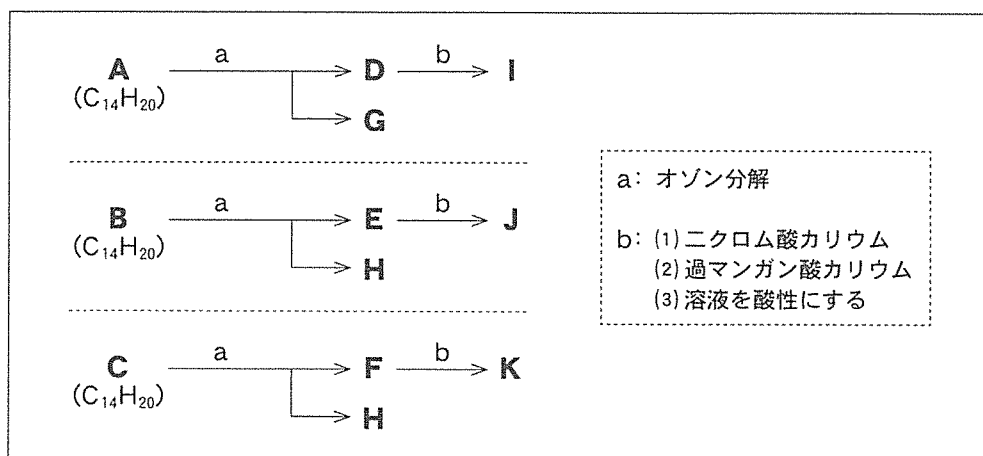 A a D b I
(C₁₄H₂₀)
G
B a E b J
(C₁₄H₂₀)
H
C a F b K
(C₁₄H₂₀)
H
a: オゾン分解
b: (1)二クロム酸カリウム
(2)過マンガン酸カリウム
(3)溶液を酸性にする